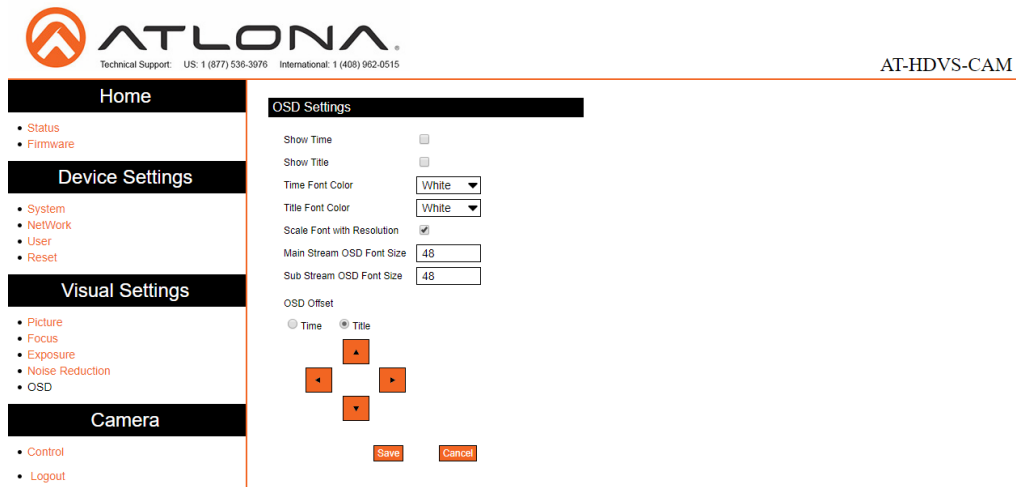 ATLONA®
Technical Support: US: 1 (877) 536-3976 International: 1 (408) 962-0515
AT-HDVS-CAM
Home
Status
Firmware
Device Settings
System
NetWork
User
Reset
Visual Settings
Picture
Focus
Exposure
Noise Reduction
OSD
Camera
Control
Logout
OSD Settings
Show Time
Show Title
Time Font Color White
Title Font Color White
Scale Font with Resolution
Main Stream OSD Font Size 48
Sub Stream OSD Font Size 48
OSD Offset
Time Title
Save Cancel